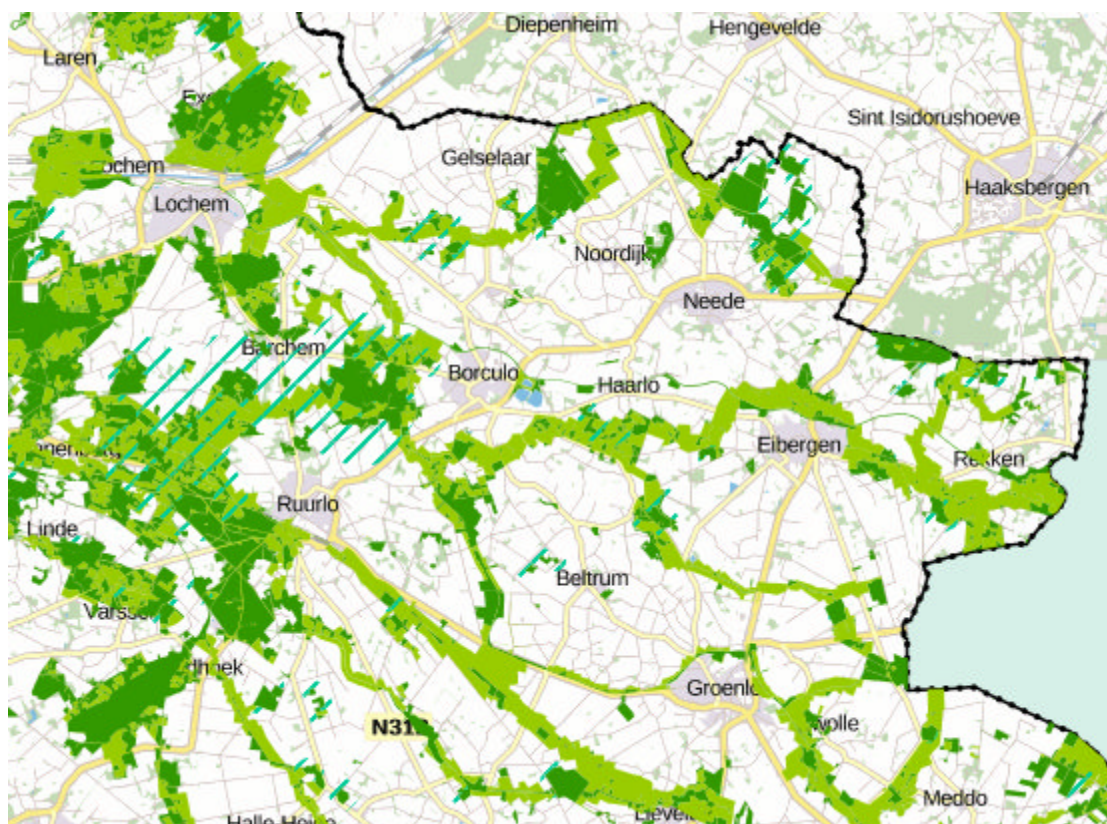 Diepenheim
Hengevelde
Laren
Sint Isidorushoeve
Gelselaar
Haaksbergen
Lochem
Noordijk
Neede
Barchem
Borculo
Haarlo
Eibergen
Rekken
Ruurlo
Linde
Beltrum
Groenlo
N31
Meddo